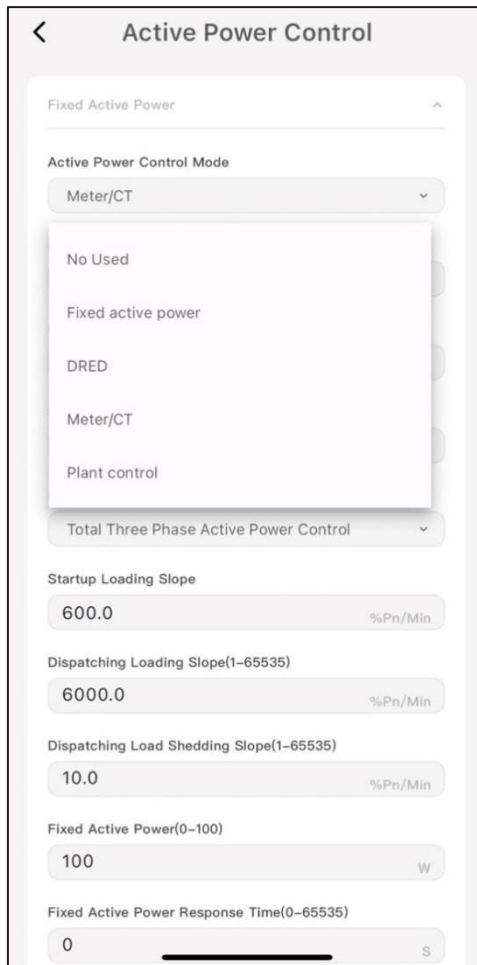 Active Power Control
Fixed Active Power
Active Power Control Mode
Meter/CT
No Used
Fixed active power
DRED
Meter/CT
Plant control
Total Three Phase Active Power Control
Startup Loading Slope
600.0 %Pn/Min
Dispatching Loading Slope(1-65535)
6000.0 %Pn/Min
Dispatching Load Shedding Slope(1-65535)
10.0 %Pn/Min
Fixed Active Power(0-100)
100 W
Fixed Active Power Response Time(0-65535)
0 S